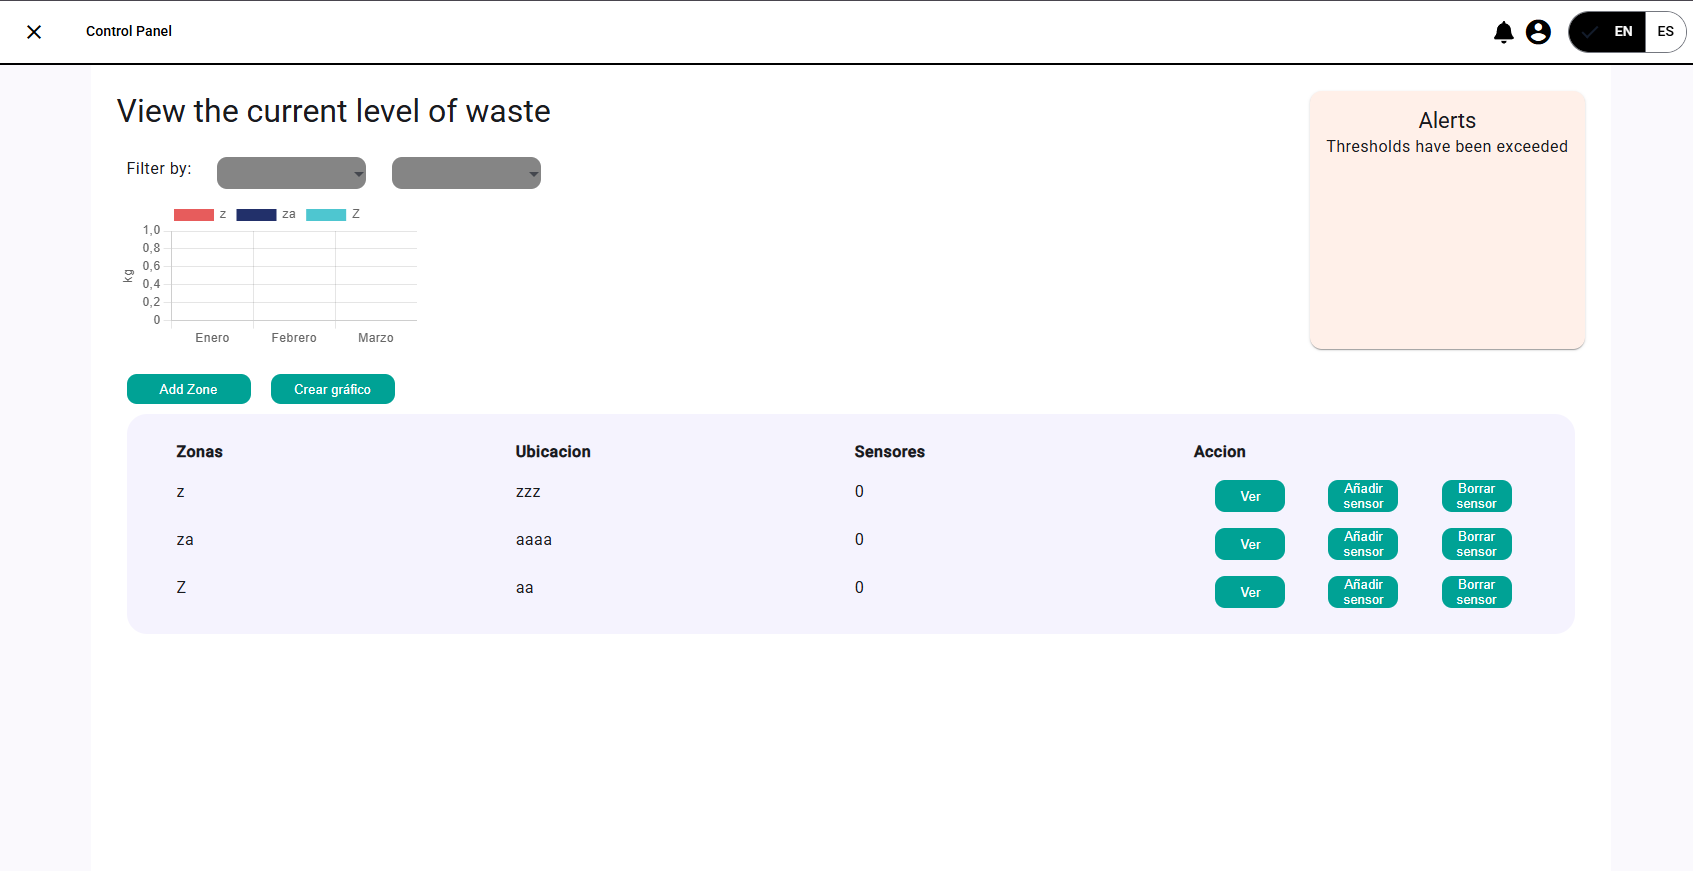 Control Panel
EN ES
View the current level of waste
Alerts
Thresholds have been exceeded
Filter by:
z za Z
1,0
0,8
0,6
0,4
0,2
0
kg
Enero Febrero Marzo
Add Zone Crear gráfico
Zonas Ubicacion Sensores Accion
z zzz 0 Ver Añadir sensor Borrar sensor
za aaaa 0 Ver Añadir sensor Borrar sensor
Z aa 0 Ver Añadir sensor Borrar sensor